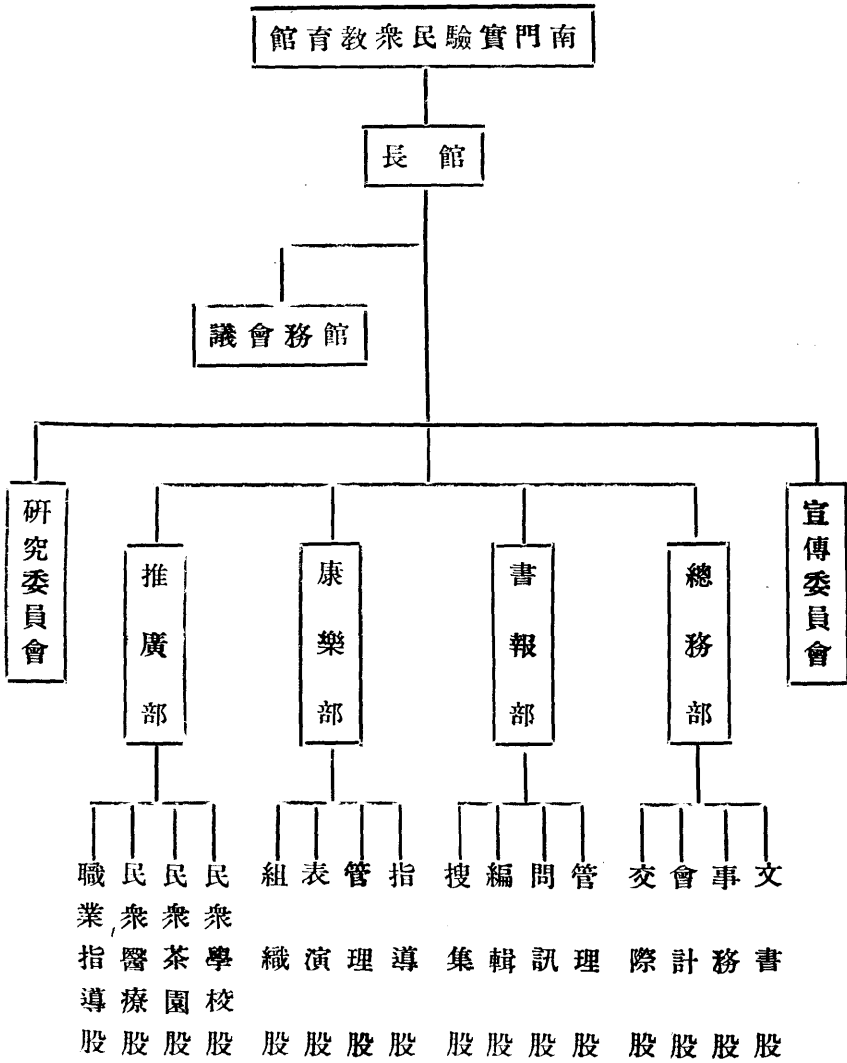 南門實驗民衆教育館
館長
館務會議
宣傳委員會
總務部
書報部
康樂部
推廣部
研究委員會
文書股
事務股
會計股
交際股
管理股
問訊股
編輯股
搜集股
指導股
管理股
表演股
組織股
民衆學校股
民衆茶園股
民衆醫療股
職業指導股